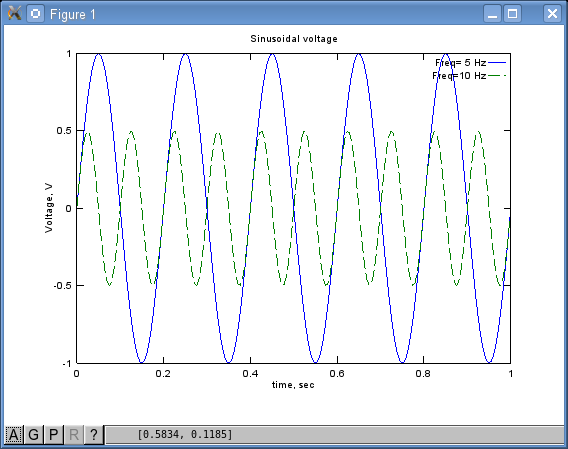 Figure 1
Sinusoidal voltage
Freq= 5 Hz
Freq=10 Hz
1
0.5
0
-0.5
-1
Voltage, V
0
0.2
0.4
0.6
0.8
1
time, sec
A G P R ? [0.5834, 0.1185]